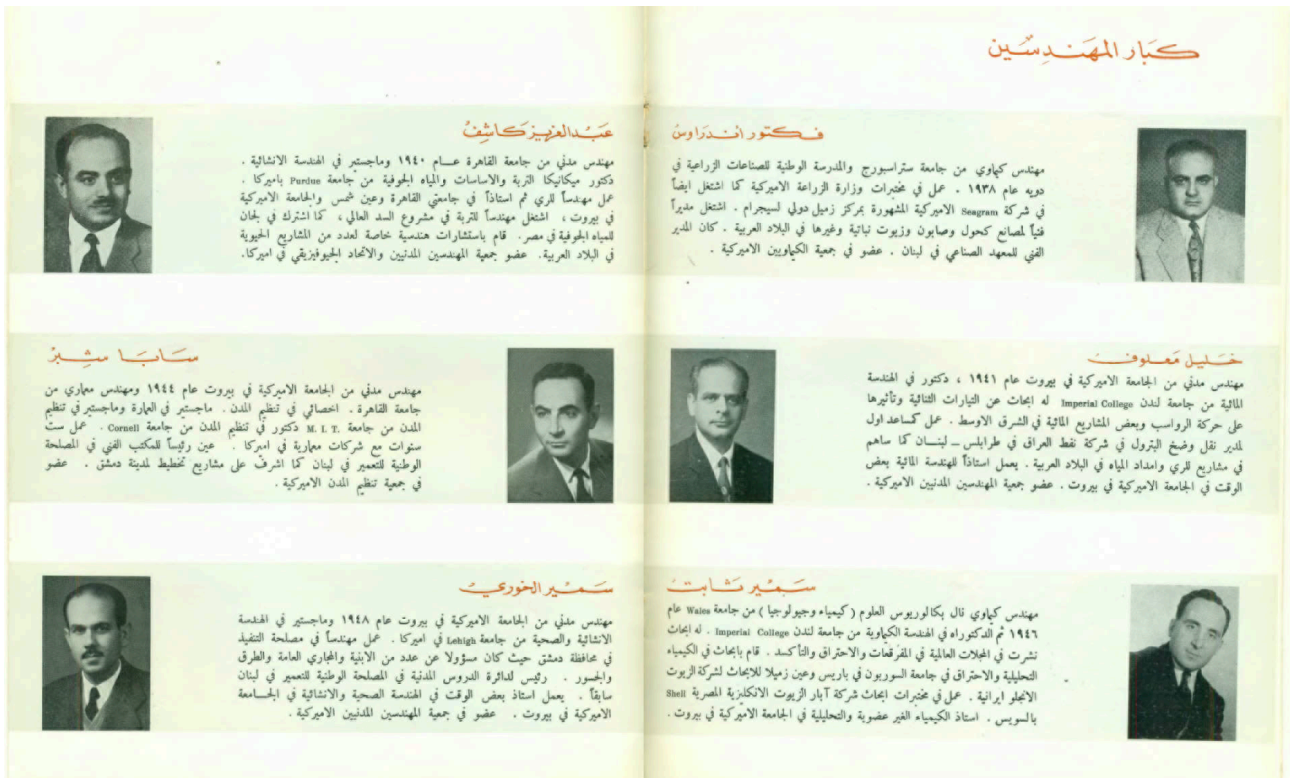 كبار المهندسين
فكتور اندراوس
مهندس كياوي من جامعة ستراسبورج والمدرسة الوطنية للصناعات الزراعية في
دويه عام ١٩٣٨ . عمل في مختبرات وزارة الزراعة الاميركية كما اشتغل ايضاً
في شركة Seagram الاميركية المشهورة بمركز زميل دولي لسيجرام . اشتغل مديراً
فنياً لمصانع كحول وصابون وزيوت نباتية وغيرها في البلاد العربية . كان المدير
الفني للمعهد الصناعي في لبنان . عضو في جمعية الكياويين الاميركية .
خليل معلوف
مهندس مدني من الجامعة الاميركية في بيروت عام ١٩٤١ ، دكتور في الهندسة
المائية من جامعة لندن Imperial College له ابحاث عن التيارات الثنائية وتأثيرها
على حركة الرواسب وبعض المشاريع المائية في الشرق الاوسط . عمل كمساعد اول
لمدير نقل وضخ البترول في شركة نفط العراق في طرابلس ــ لبنان كما ساهم
في مشاريع للري وامداد المياه في البلاد العربية . يعمل استاذاً للهندسة المائية بعض
الوقت في الجامعة الاميركية في بيروت . عضو جمعية المهندسين المدنيين الاميركية .
سمير ثابت
مهندس كياوي نال بكالوريوس العلوم ( كيمياء وجيولوجيا ) من جامعة Wales عام
١٩٤٦ ثم الدكتوراه في الهندسة الكياوية من جامعة لندن Imperial College . له ابحاث
نشرت في المجلات العالمية في المفرقعات والاحتراق والتأكسد . قام بابحاث في الكيمياء
التحليلية والاحتراق في جامعة السوربون في باريس وعين زميلا للابحاث لشركة الزيوت
الانجلو ايرانية . عمل في مختبرات ابحاث شركة آبار الزيوت الانكلزية المصرية Shell
بالسويس . استاذ الكيمياء الغير عضوية والتحليلية في الجامعة الاميركية في بيروت .
عبد العزيز كاشف
مهندس مدني من جامعة القاهرة عام ١٩٤٠ وماجستير في الهندسة الانشائية .
دكتور ميكانيكا التربة والاساسات والمياه الجوفية من جامعة Purdue باميركا .
عمل مهندساً للري ثم استاذاً في جامعتي القاهرة وعين شمس والجامعة الاميركية
في بيروت ، اشتغل مهندساً للتربة في مشروع السد العالي ، كما اشترك في لجان
للمياه الجوفية في مصر . قام باستشارات هندسية خاصة لعدد من المشاريع الحيوية
في البلاد العربية . عضو جمعية المهندسين المدنيين والاتحاد الجيوفيزيقي في اميركا .
سابا شبر
مهندس مدني من الجامعة الاميركية في بيروت عام ١٩٤٤ ومهندس معماري من
جامعة القاهرة . اخصائي في تنظيم المدن . ماجستير في العمارة وماجستير في تنظيم
المدن من جامعة M. I. T. دكتور في تنظيم المدن من جامعة Cornell . عمل ست
سنوات مع شركات معمارية في اميركا . عين رئيساً للمكتب الفني في المصلحة
الوطنية للتعمير في لبنان كما اشرف على مشاريع تخطيط لمدينة دمشق . عضو
في جمعية تنظيم المدن الاميركية .
سمير الخوري
مهندس مدني من الجامعة الاميركية في بيروت عام ١٩٤٨ وماجستير في الهندسة
الانشائية والصحية من جامعة Lehigh في اميركا . عمل مهندساً في مصلحة التنفيذ
في محافظة دمشق حيث كان مسؤولا عن عدد من الابنية والمجاري العامة والطرق
والجسور . رئيس لدائرة الدروس المدنية في المصلحة الوطنية للتعمير في لبنان
سابقاً . يعمل استاذ بعض الوقت في الهندسة الصحية والانشائية في الجامعة
الاميركية في بيروت . عضو في جمعية المهندسين المدنيين الاميركية .